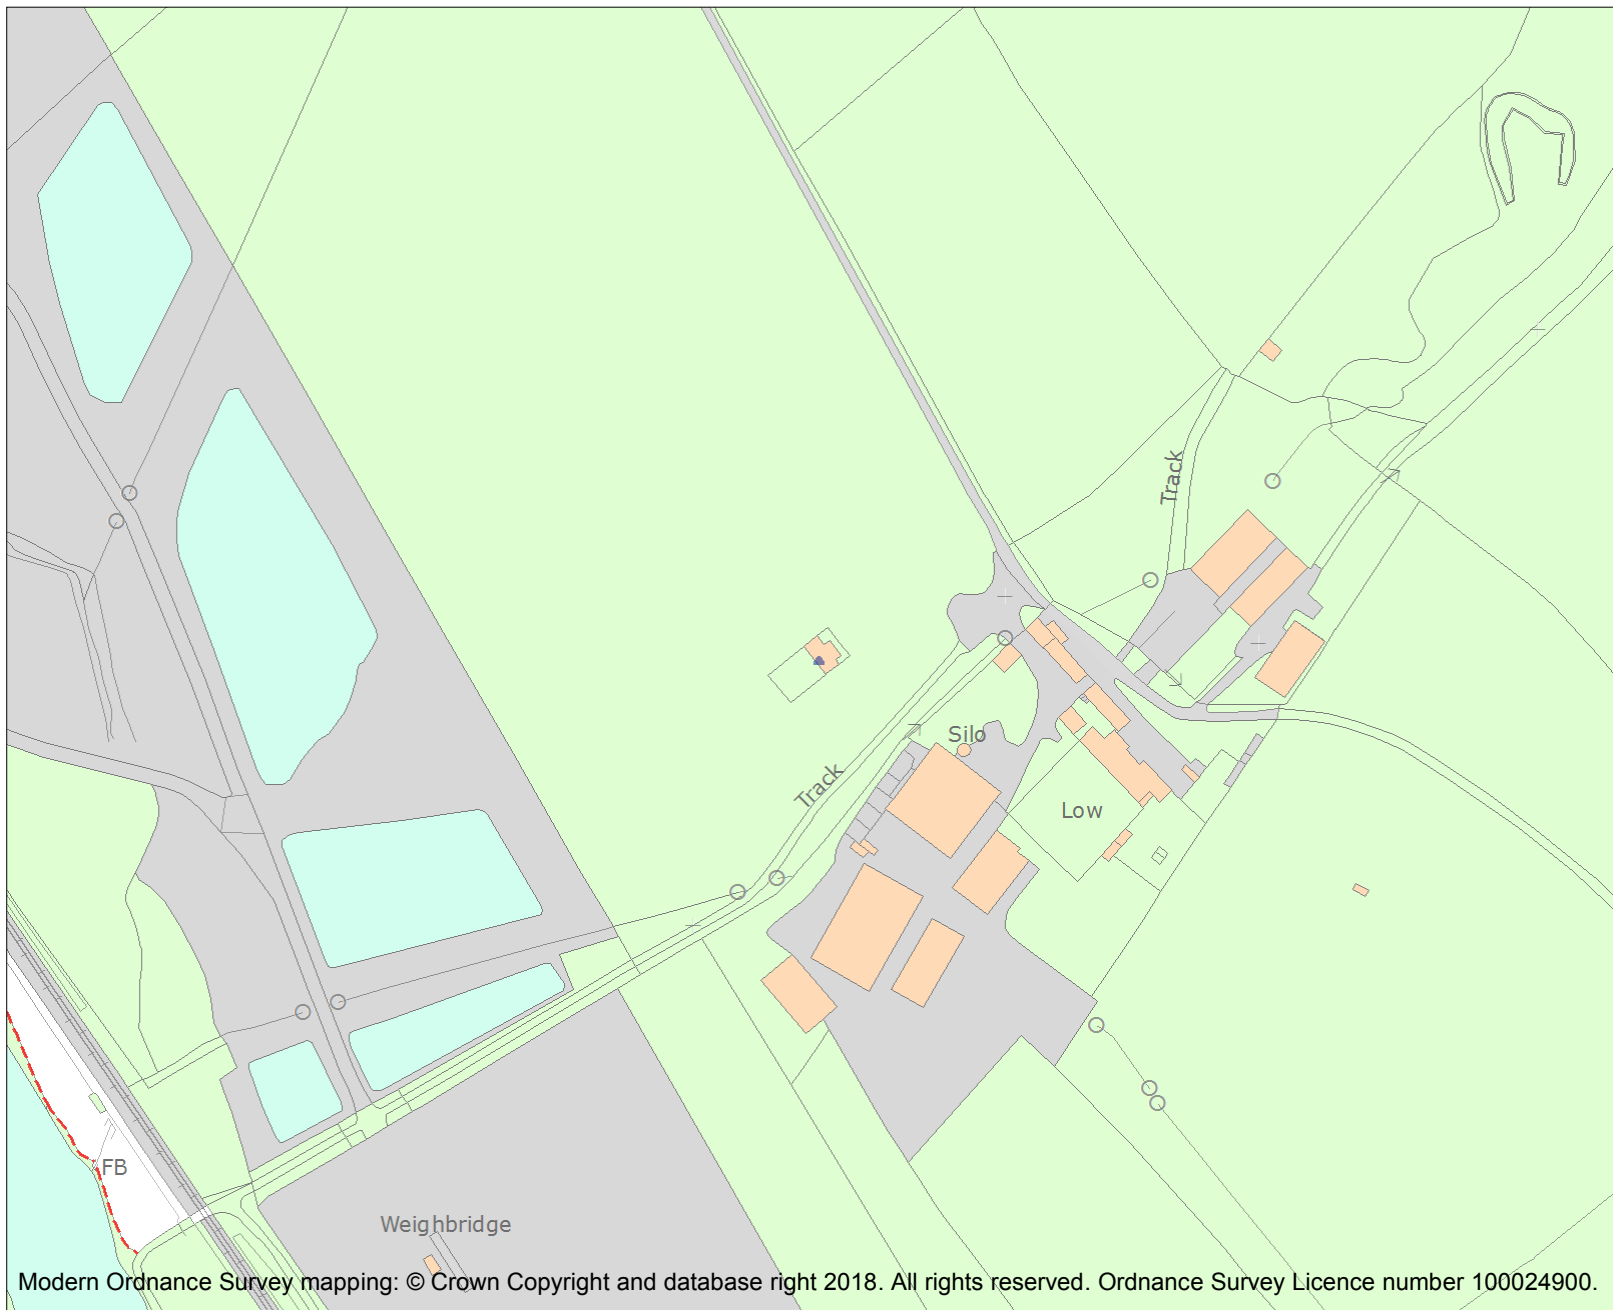 Track
Silo
Track
Low
FB
Weighbridge
Modern Ordnance Survey mapping: © Crown Copyright and database right 2018. All rights reserved. Ordnance Survey Licence number 100024900.